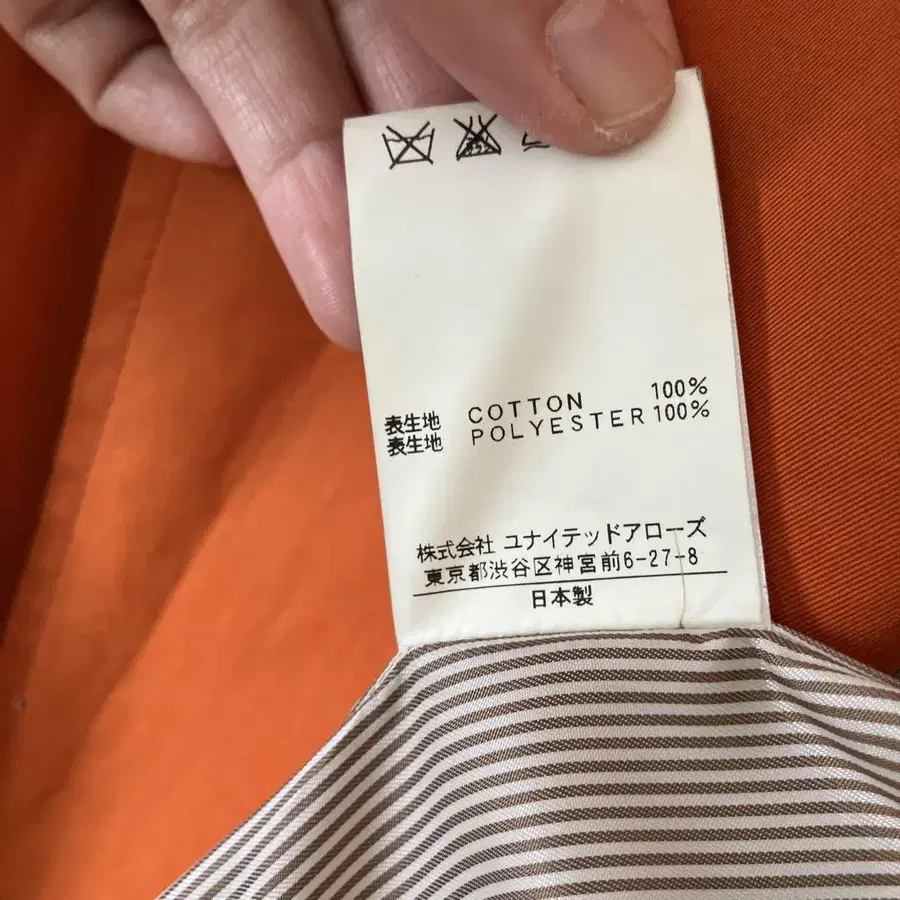 表生地 COTTON 100%
表生地 POLYESTER 100%
株式会社 ユナイテッドアローズ
東京都渋谷区神宮前6-27-8
日本製